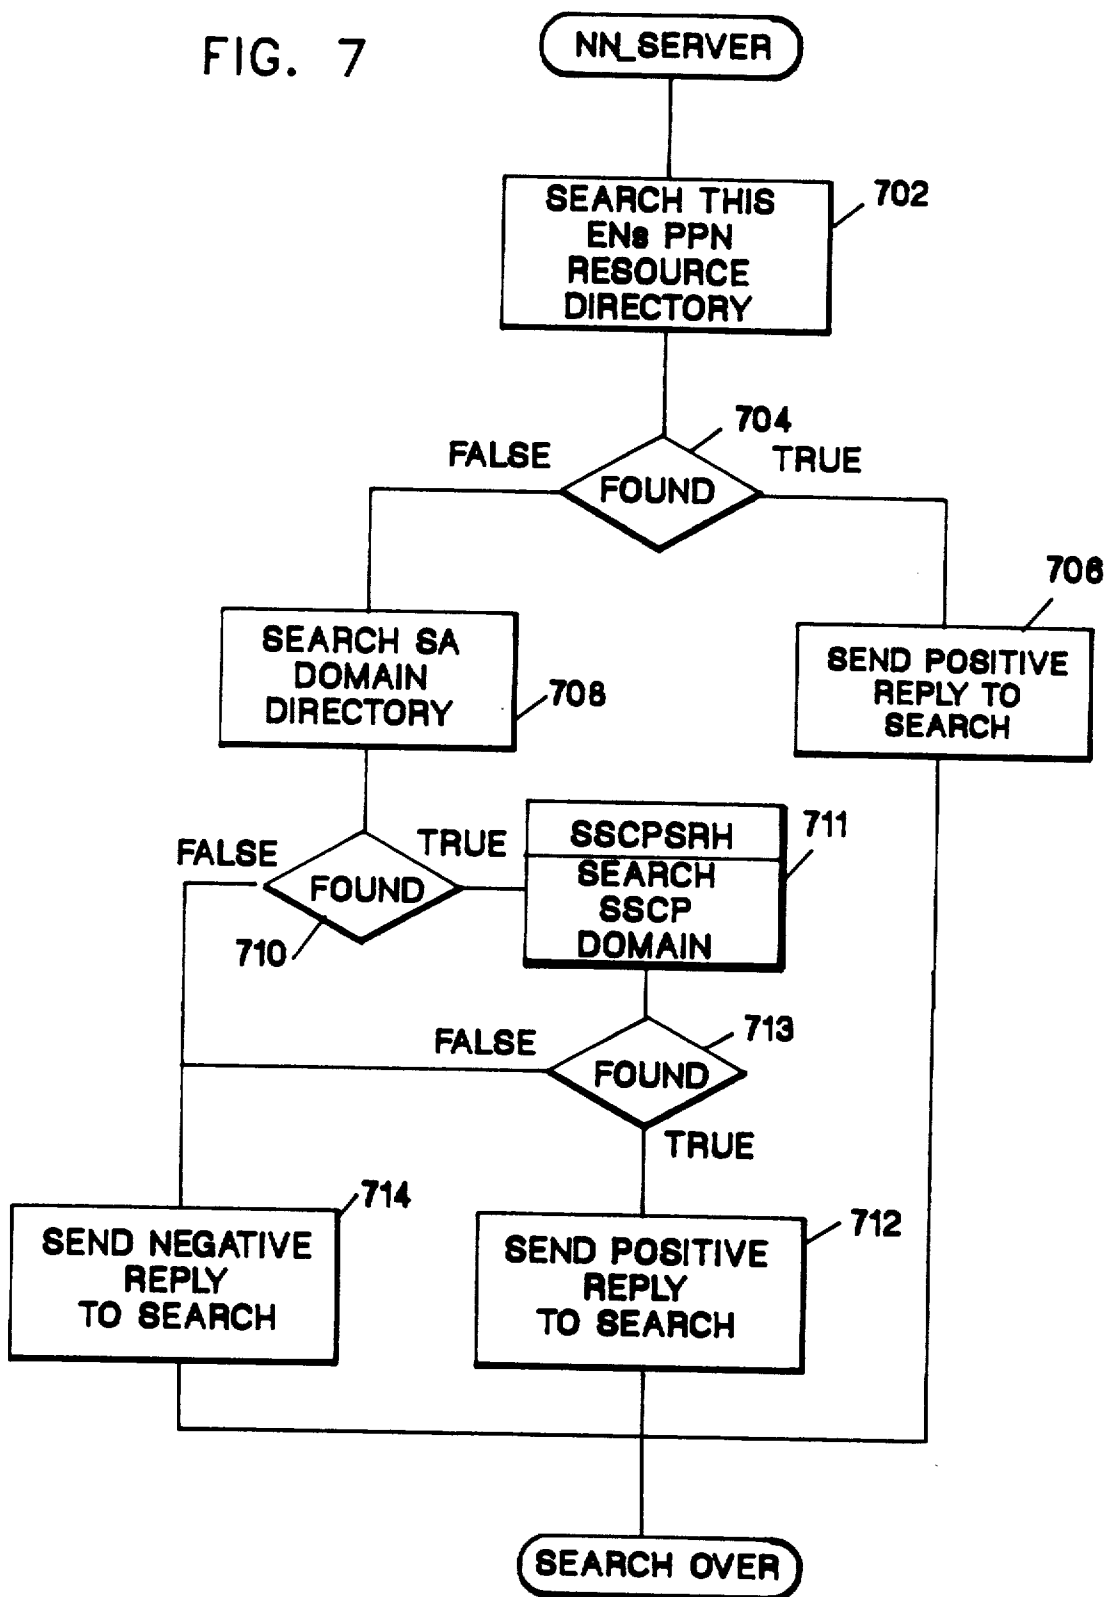 FIG. 7
NN_SERVER
702
SEARCH THIS
ENs PPN
RESOURCE
DIRECTORY
704
FALSE
TRUE
FOUND
706
SEARCH SA
DOMAIN
DIRECTORY
708
SEND POSITIVE
REPLY TO
SEARCH
FALSE
TRUE
FOUND
710
SSCPSRH
711
SEARCH
SSCP
DOMAIN
FALSE
713
FOUND
TRUE
714
SEND NEGATIVE
REPLY
TO SEARCH
712
SEND POSITIVE
REPLY
TO SEARCH
SEARCH OVER